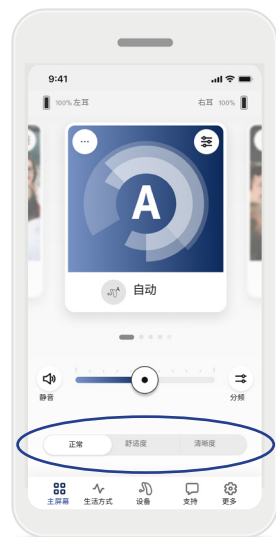 9:41
100% 左耳
右耳 100%
...
A
A
自动
静音
分频
正常
舒适度
清晰度
主屏幕
生活方式
设备
支持
更多